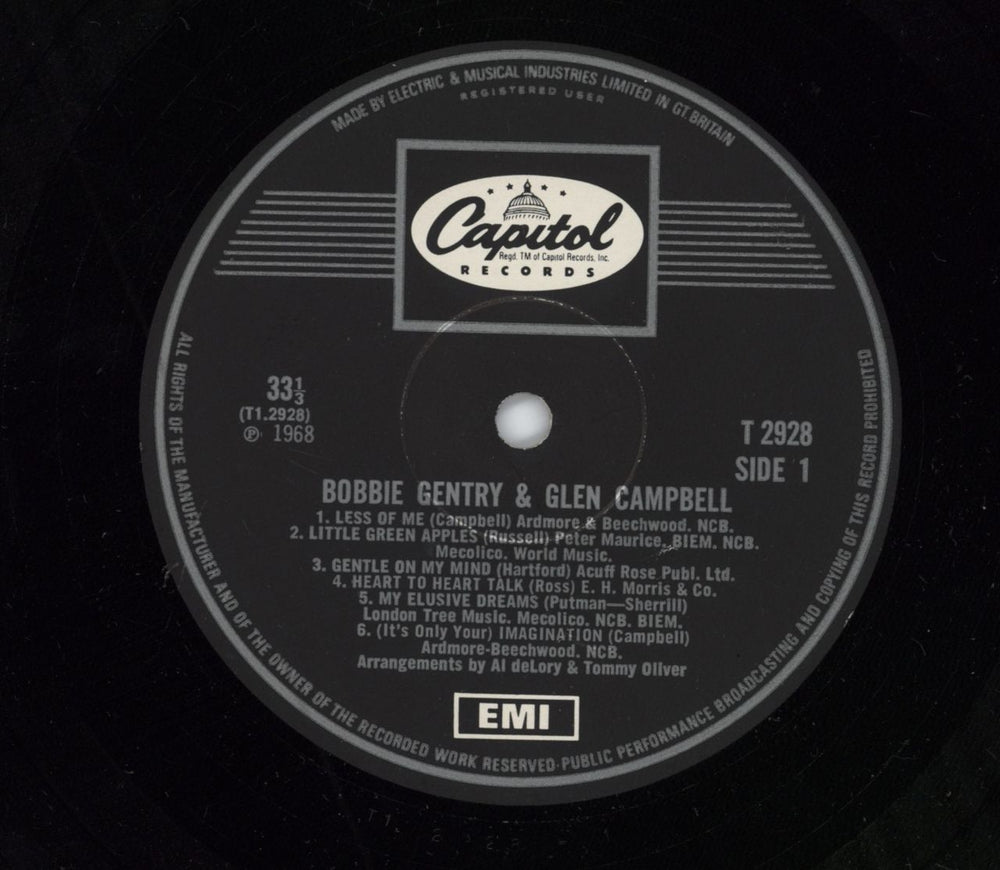 MADE BY ELECTRIC & MUSICAL INDUSTRIES LIMITED IN GT. BRITAIN
REGISTERED USER
Capitol
Regd. TM of Capitol Records, Inc.
RECORDS
33⅓
(T1.2928)
Ⓟ 1968
T 2928
SIDE 1
BOBBIE GENTRY & GLEN CAMPBELL
1. LESS OF ME (Campbell) Ardmore & Beechwood. NCB.
2. LITTLE GREEN APPLES (Russell) Peter Maurice. BIEM. NCB.
Mecolico. World Music.
3. GENTLE ON MY MIND (Hartford) Acuff Rose Publ. Ltd.
4. HEART TO HEART TALK (Ross) E. H. Morris & Co.
5. MY ELUSIVE DREAMS (Putman—Sherrill)
London Tree Music. Mecolico. NCB. BIEM.
6. (It's Only Your) IMAGINATION (Campbell)
Ardmore-Beechwood. NCB.
Arrangements by Al deLory & Tommy Oliver
EMI
ALL RIGHTS OF THE MANUFACTURER AND OF THE OWNER OF THE RECORDED WORK RESERVED·PUBLIC PERFORMANCE BROADCASTING AND COPYING OF THIS RECORD PROHIBITED